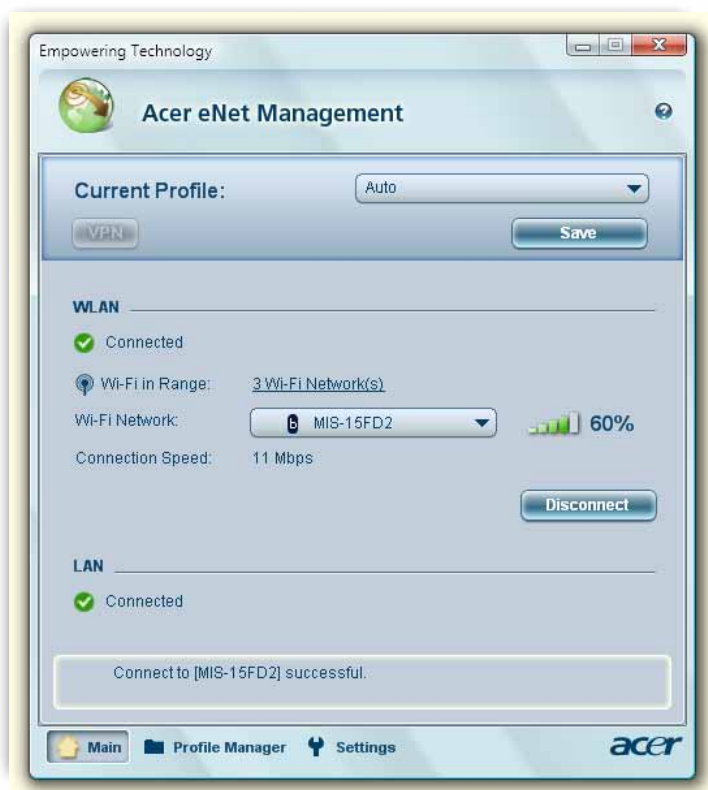 Empowering Technology
Acer eNet Management
Current Profile: Auto
VPN Save
WLAN
Connected
Wi-Fi in Range: 3 Wi-Fi Network(s)
Wi-Fi Network: b MIS-15FD2 60%
Connection Speed: 11 Mbps
Disconnect
LAN
Connected
Connect to [MIS-15FD2] successful.
Main Profile Manager Settings acer